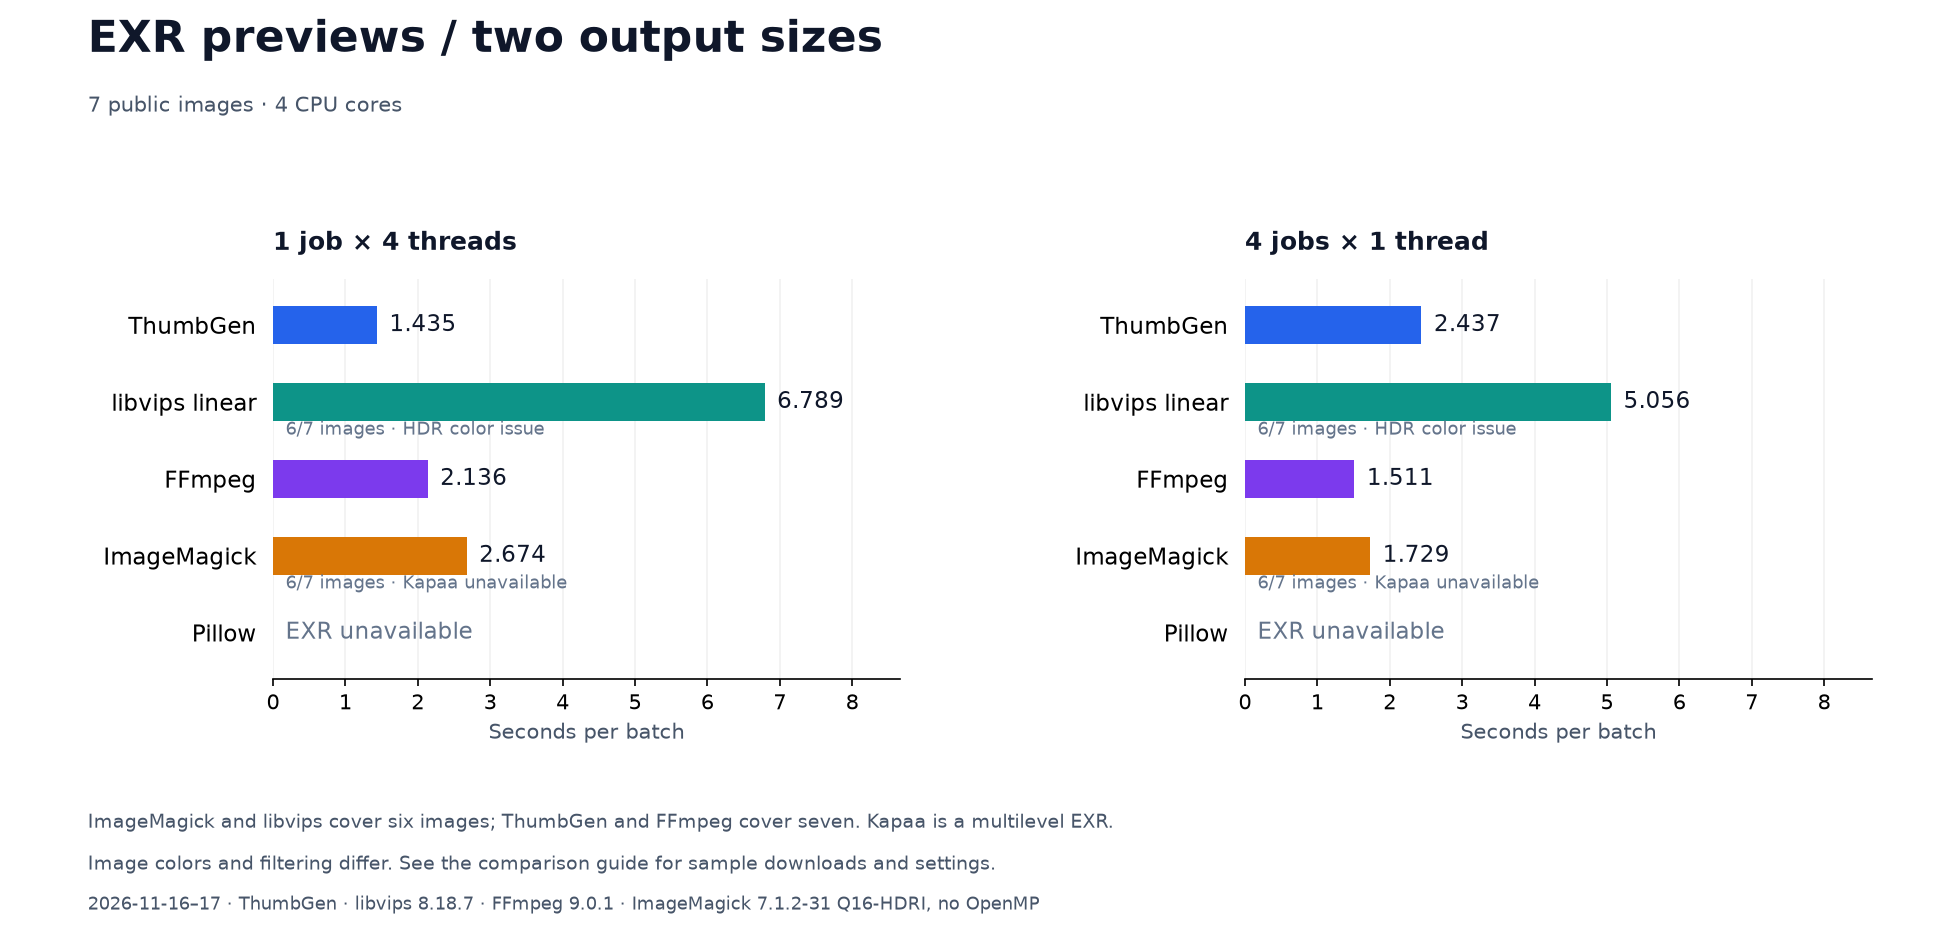 EXR previews / two output sizes
7 public images · 4 CPU cores
1 job × 4 threads
ThumbGen 1.435
libvips linear 6.789
6/7 images · HDR color issue
FFmpeg 2.136
ImageMagick 2.674
6/7 images · Kapaa unavailable
Pillow EXR unavailable
0 1 2 3 4 5 6 7 8
Seconds per batch
4 jobs × 1 thread
ThumbGen 2.437
libvips linear 5.056
6/7 images · HDR color issue
FFmpeg 1.511
ImageMagick 1.729
6/7 images · Kapaa unavailable
Pillow EXR unavailable
0 1 2 3 4 5 6 7 8
Seconds per batch
ImageMagick and libvips cover six images; ThumbGen and FFmpeg cover seven. Kapaa is a multilevel EXR.
Image colors and filtering differ. See the comparison guide for sample downloads and settings.
2026-11-16–17 · ThumbGen · libvips 8.18.7 · FFmpeg 9.0.1 · ImageMagick 7.1.2-31 Q16-HDRI, no OpenMP